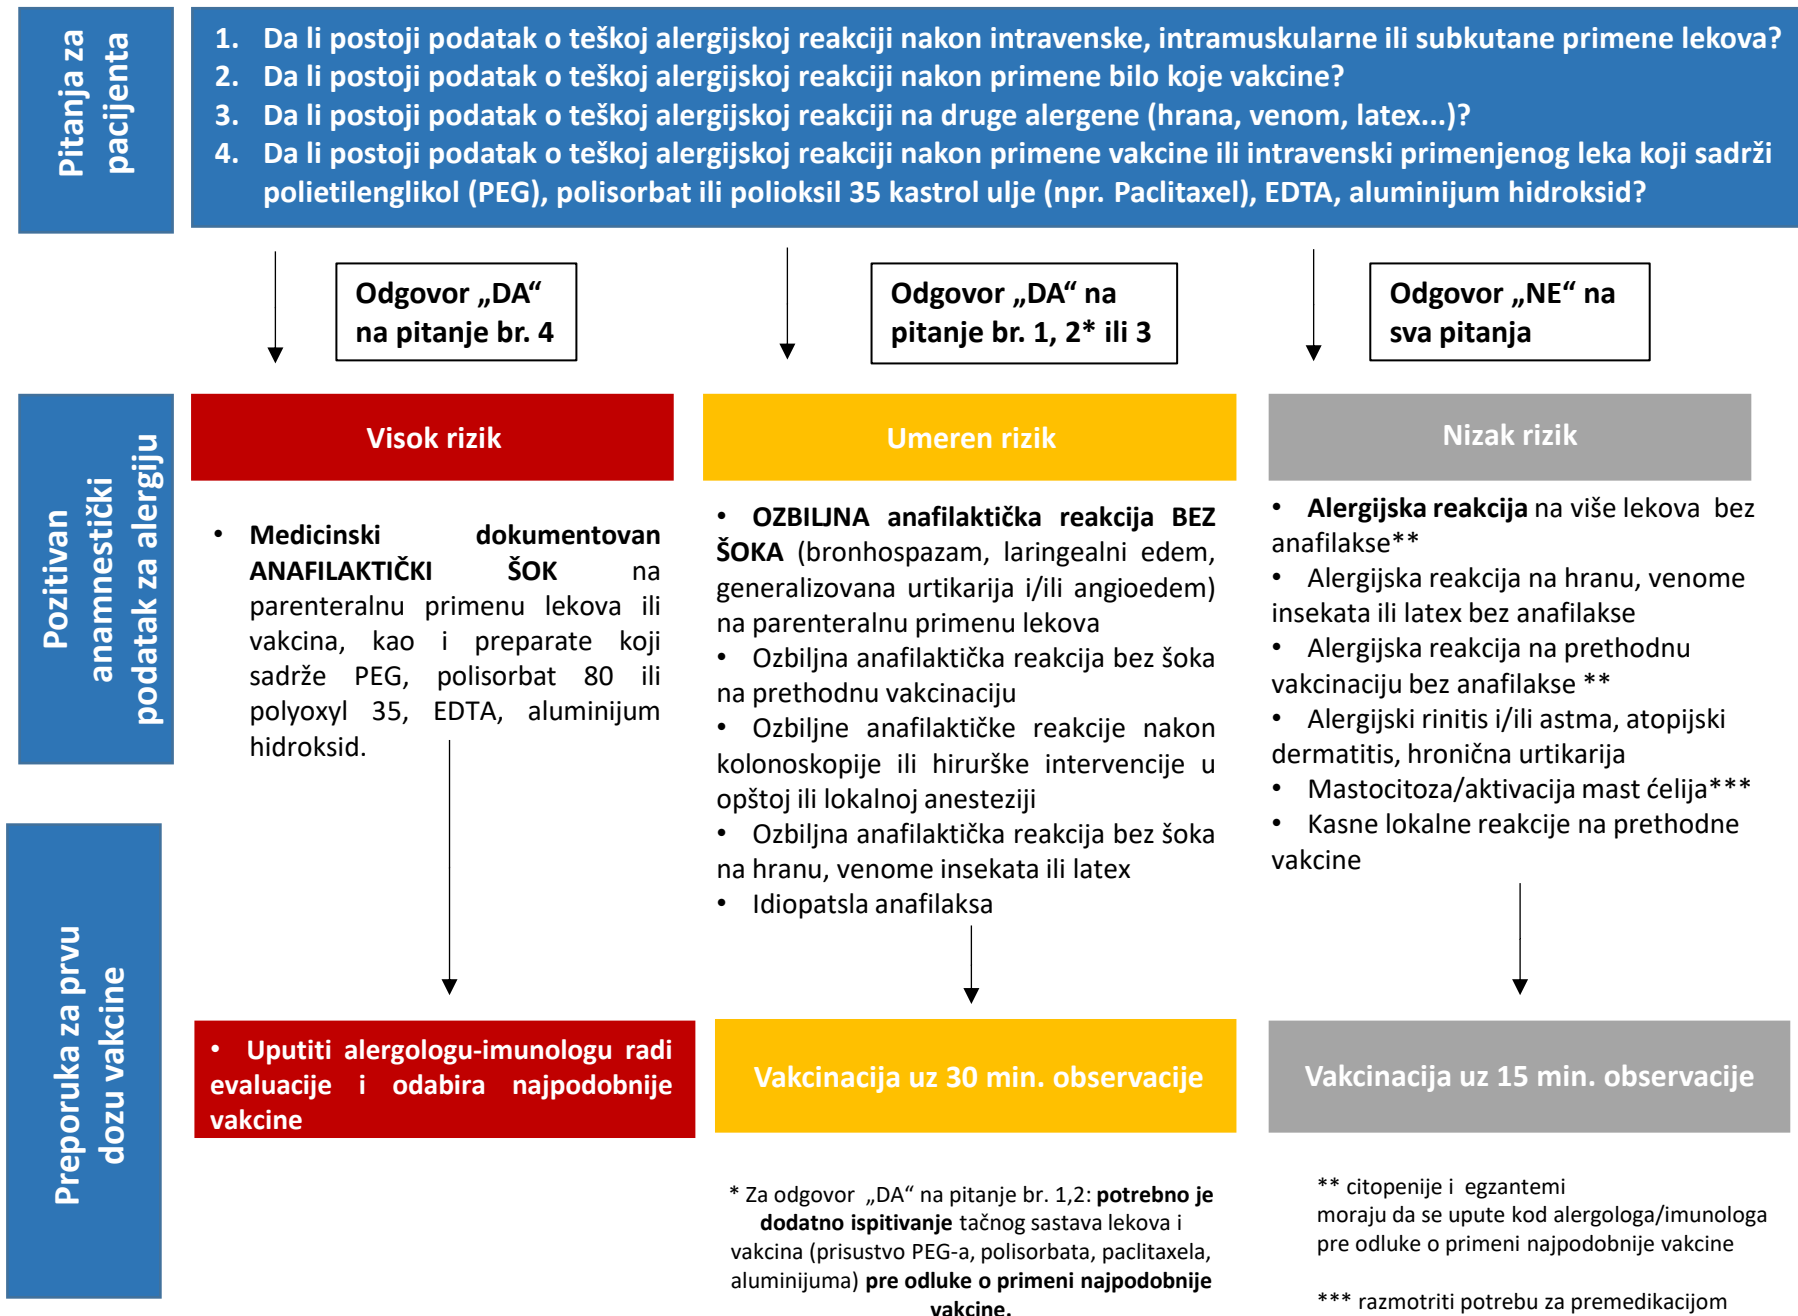 Pitanja za
pacijenta
1. Da li postoji podatak o teškoj alergijskoj reakciji nakon intravenske, intramuskularne ili subkutane primene lekova?
2. Da li postoji podatak o teškoj alergijskoj reakciji nakon primene bilo koje vakcine?
3. Da li postoji podatak o teškoj alergijskoj reakciji na druge alergene (hrana, venom, latex...)?
4. Da li postoji podatak o teškoj alergijskoj reakciji nakon primene vakcine ili intravenski primenjenog leka koji sadrži
polietilenglikol (PEG), polisorbat ili polioksil 35 kastrol ulje (npr. Paclitaxel), EDTA, aluminijum hidroksid?
Odgovor „DA“
na pitanje br. 4
Odgovor „DA“ na
pitanje br. 1, 2* ili 3
Odgovor „NE“ na
sva pitanja
Pozitivan
anamnestički
podatak za alergiju
Visok rizik
• Medicinski dokumentovan
ANAFILAKTIČKI ŠOK na
parenteralnu primenu lekova ili
vakcina, kao i preparate koji
sadrže PEG, polisorbat 80 ili
polyoxyl 35, EDTA, aluminijum
hidroksid.
Umeren rizik
• OZBILJNA anafilaktička reakcija BEZ
ŠOKA (bronhospazam, laringealni edem,
generalizovana urtikarija i/ili angioedem)
na parenteralnu primenu lekova
• Ozbiljna anafilaktička reakcija bez šoka
na prethodnu vakcinaciju
• Ozbiljne anafilaktičke reakcije nakon
kolonoskopije ili hirurške intervencije u
opštoj ili lokalnoj anesteziji
• Ozbiljna anafilaktička reakcija bez šoka
na hranu, venome insekata ili latex
• Idiopatsla anafilaksa
Nizak rizik
• Alergijska reakcija na više lekova bez
anafilakse**
• Alergijska reakcija na hranu, venome
insekata ili latex bez anafilakse
• Alergijska reakcija na prethodnu
vakcinaciju bez anafilakse **
• Alergijski rinitis i/ili astma, atopijski
dermatitis, hronična urtikarija
• Mastocitoza/aktivacija mast ćelija***
• Kasne lokalne reakcije na prethodne
vakcine
Preporuka za prvu
dozu vakcine
• Uputiti alergologu-imunologu radi
evaluacije i odabira najpodobnije
vakcine
Vakcinacija uz 30 min. observacije
Vakcinacija uz 15 min. observacije
* Za odgovor „DA“ na pitanje br. 1,2: potrebno je
dodatno ispitivanje tačnog sastava lekova i
vakcina (prisustvo PEG-a, polisorbata, paclitaxela,
aluminijuma) pre odluke o primeni najpodobnije
vakcine.
** citopenije i egzantemi
moraju da se upute kod alergologa/imunologa
pre odluke o primeni najpodobnije vakcine
*** razmotriti potrebu za premedikacijom